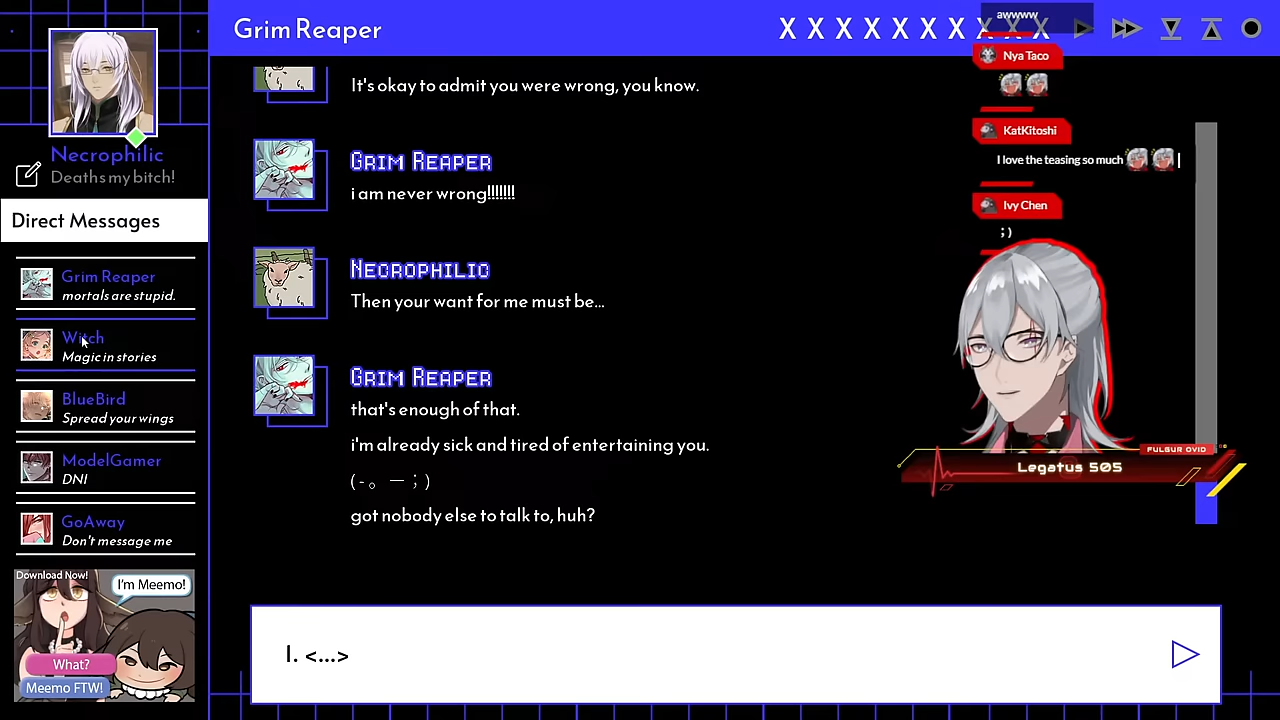 Necrophilic
Deaths my bitch!
Direct Messages
Grim Reaper
mortals are stupid.
Witch
Magic in stories
BlueBird
Spread your wings
ModelGamer
DNI
GoAway
Don't message me
Download Now!
I'm Meemo!
What?
Meemo FTW!
Grim Reaper
X X X X X X X X X X
It's okay to admit you were wrong, you know.
Grim Reaper
i am never wrong!!!!!!!
Necrophilic
Then your want for me must be...
Grim Reaper
that's enough of that.
i'm already sick and tired of entertaining you.
(-。 ー ; )
got nobody else to talk to, huh?
1. <...>
awwww
Nya Taco
KatKitoshi
I love the teasing so much
Ivy Chen
;)
FULGUR OVID
Legatus 505